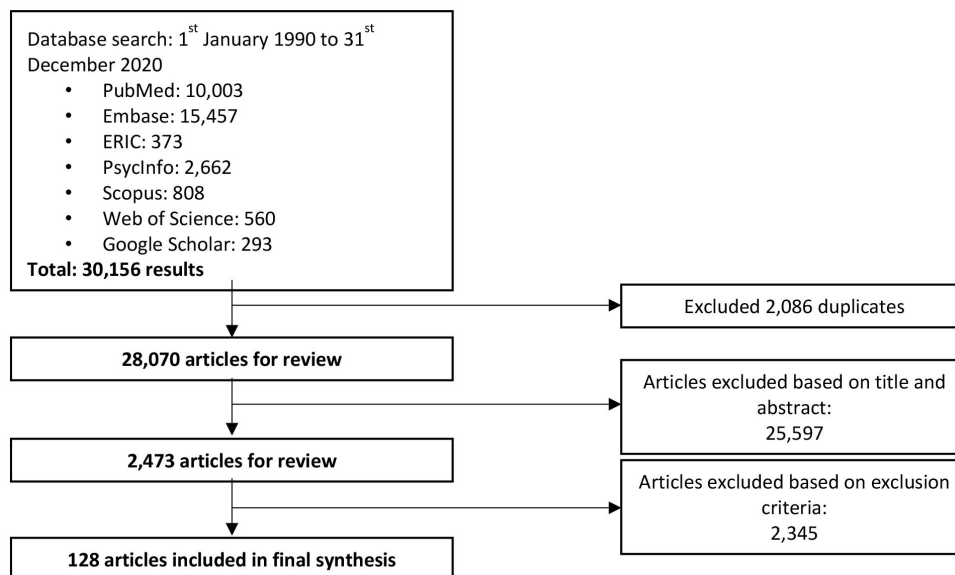 Database search: 1st January 1990 to 31st
December 2020
• PubMed: 10,003
• Embase: 15,457
• ERIC: 373
• PsycInfo: 2,662
• Scopus: 808
• Web of Science: 560
• Google Scholar: 293
Total: 30,156 results
Excluded 2,086 duplicates
28,070 articles for review
Articles excluded based on title and
abstract:
25,597
2,473 articles for review
Articles excluded based on exclusion
criteria:
2,345
128 articles included in final synthesis